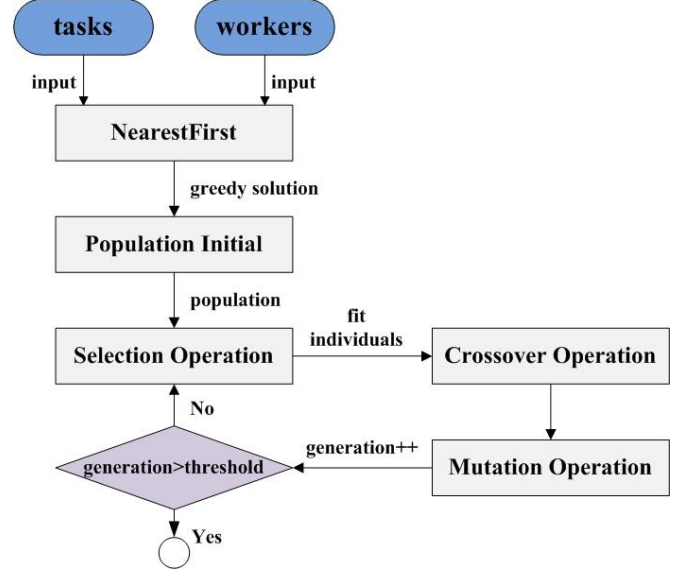 tasks
workers
input
input
NearestFirst
greedy solution
Population Initial
population
fit
individuals
Selection Operation
Crossover Operation
No
generation++
generation>threshold
Mutation Operation
Yes